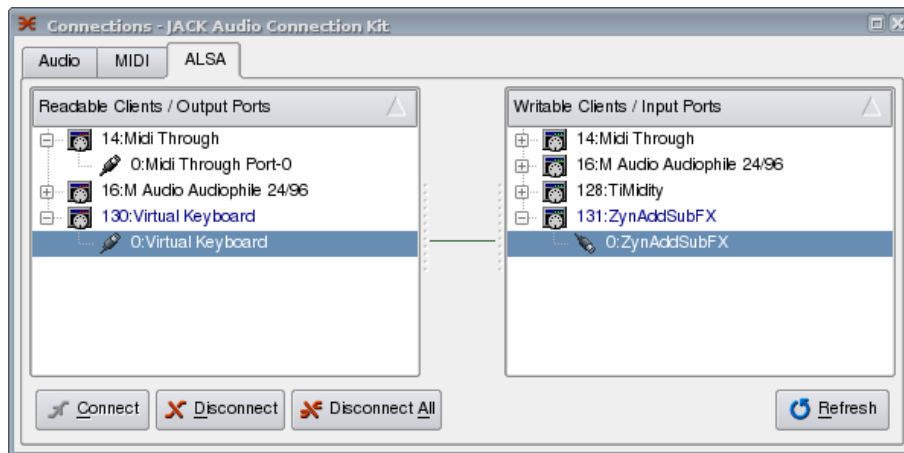 Connections - JACK Audio Connection Kit
Audio MIDI ALSA
Readable Clients / Output Ports
14:Midi Through
0:Midi Through Port-0
16:M Audio Audiophile 24/96
130:Virtual Keyboard
0:Virtual Keyboard
Writable Clients / Input Ports
14:Midi Through
16:M Audio Audiophile 24/96
128:TiMidity
131:ZynAddSubFX
0:ZynAddSubFX
Connect Disconnect Disconnect All Refresh